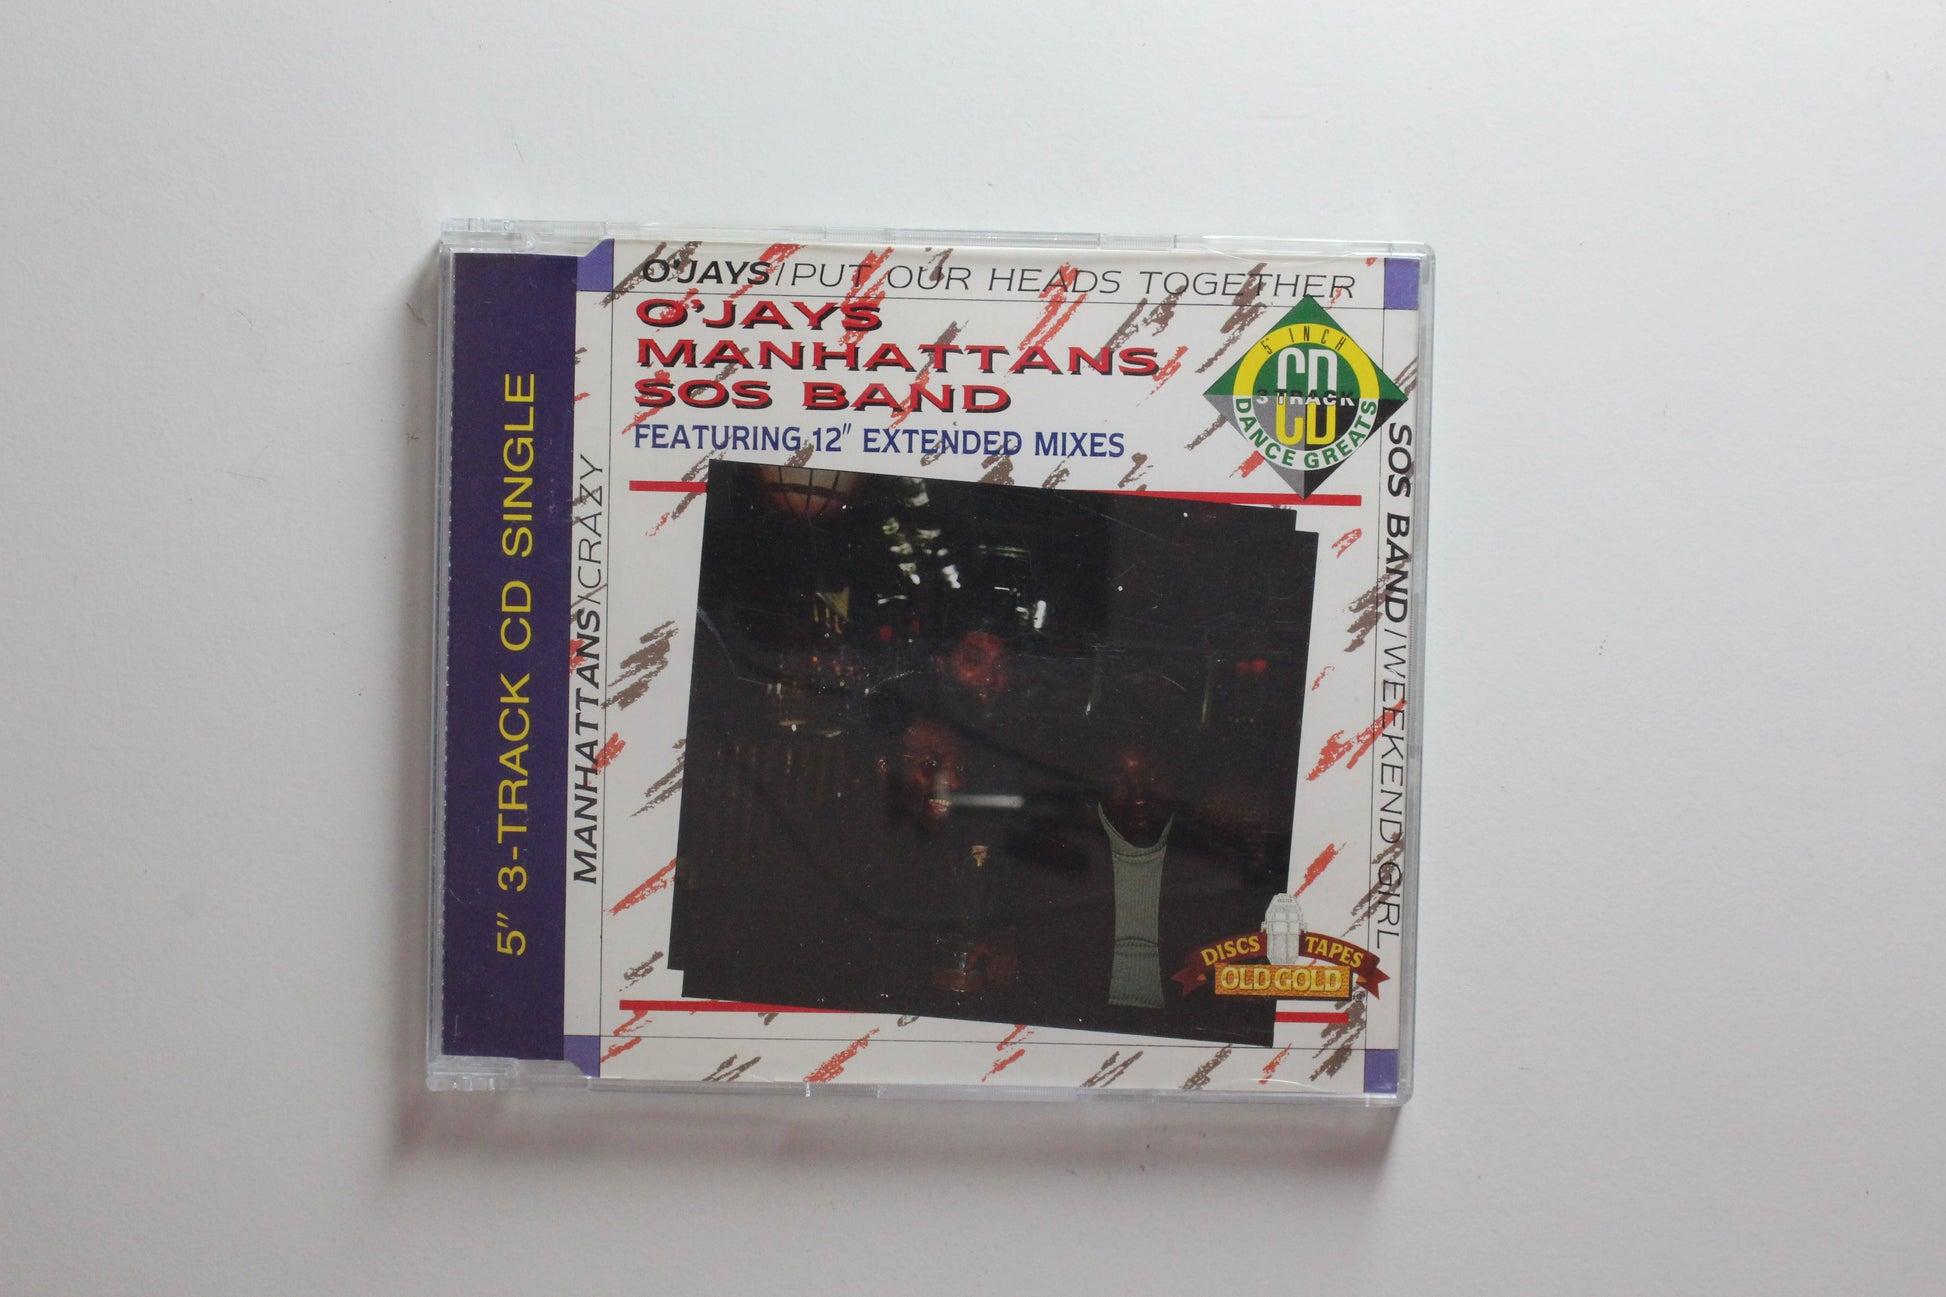 5" 3-TRACK CD SINGLE
O'JAYS/PUT OUR HEADS TOGETHER
O'JAYS
MANHATTANS
SOS BAND
FEATURING 12" EXTENDED MIXES
5" INCH
CD
3 TRACK
CD
DANCE GREATS
MANHATTANS/CRAZY
SOS BAND/WEEKEND GIRL
DISCS TAPES
OLD GOLD